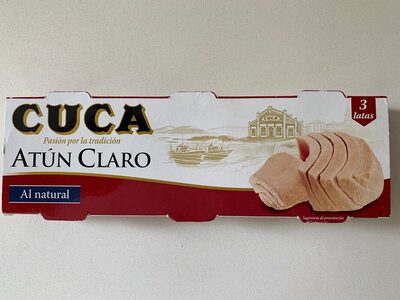 CUCA
Pasión por la tradición
ATÚN CLARO
Al natural
CUCA
3
latas
Sugerencia de presentación